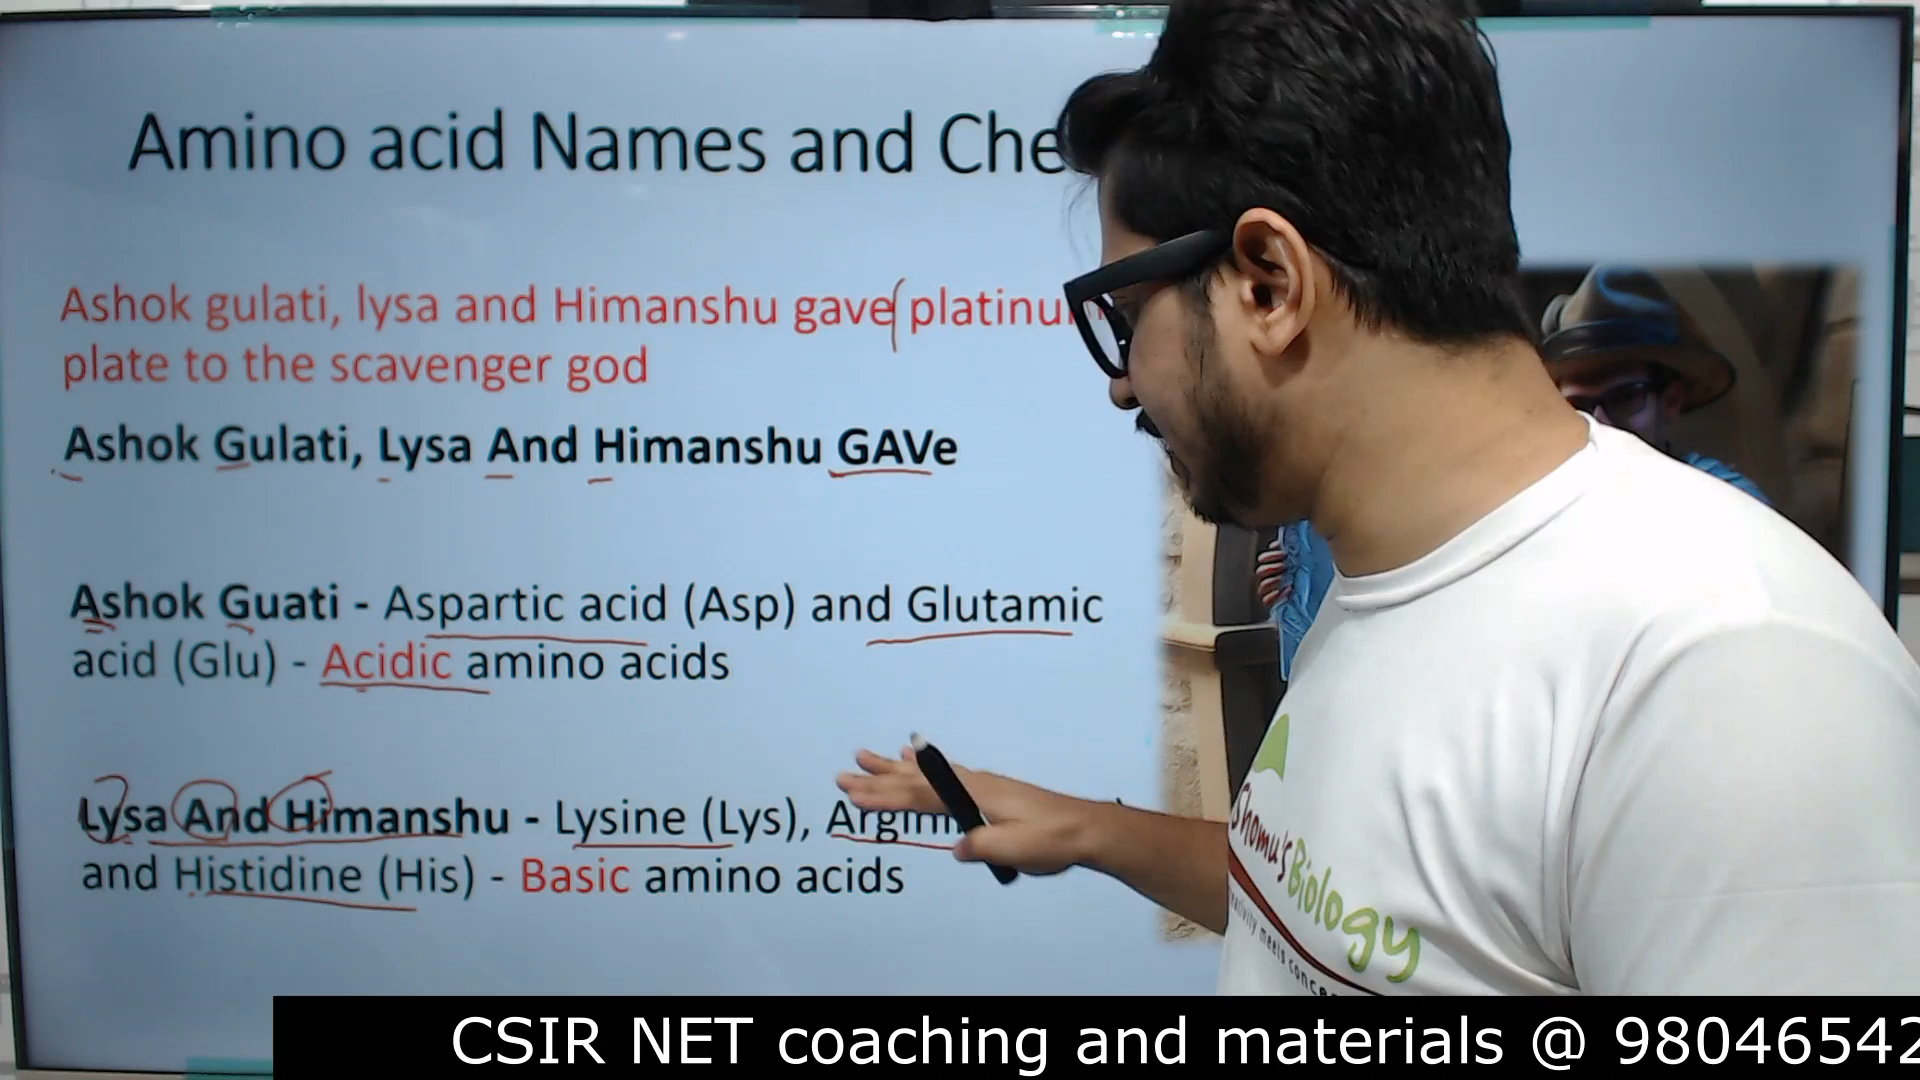 Amino acid Names and Che
Ashok gulati, lysa and Himanshu gave platinum
plate to the scavenger god
Ashok Gulati, Lysa And Himanshu GAVe
Ashok Guati - Aspartic acid (Asp) and Glutamic
acid (Glu) - Acidic amino acids
Lysa And Himanshu - Lysine (Lys),
and Histidine (His) - Basic amino acids
Shomu's
Biology
CSIR NET coaching and materials @ 98046542